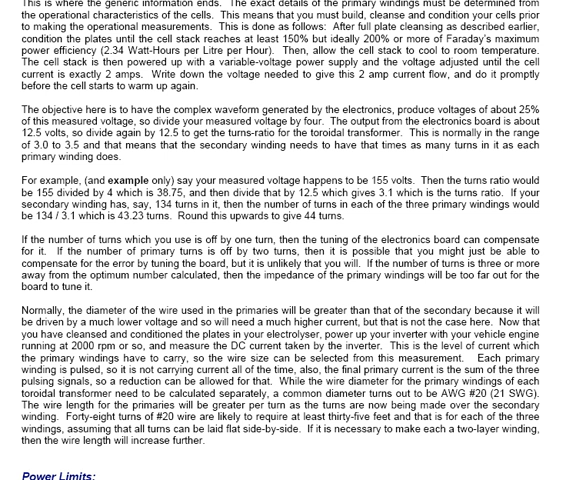 This is where the generic information ends. The exact details of the primary windings must be determined from
the operational characteristics of the cells. This means that you must build, cleanse and condition your cells prior
to making the operational measurements. This is done as follows: After full plate cleansing as described earlier,
condition the plates until the cell stack reaches at least 150% but ideally 200% or more of Faraday's maximum
power efficiency (2.34 Watt-Hours per Litre per Hour). Then, allow the cell stack to cool to room temperature.
The cell stack is then powered up with a variable-voltage power supply and the voltage adjusted until the cell
current is exactly 2 amps. Write down the voltage needed to give this 2 amp current flow, and do it promptly
before the cell starts to warm up again.
The objective here is to have the complex waveform generated by the electronics, produce voltages of about 25%
of this measured voltage, so divide your measured voltage by four. The output from the electronics board is about
12.5 volts, so divide again by 12.5 to get the turns-ratio for the toroidal transformer. This is normally in the range
of 3.0 to 3.5 and that means that the secondary winding needs to have that times as many turns in it as each
primary winding does.
For example, (and example only) say your measured voltage happens to be 155 volts. Then the turns ratio would
be 155 divided by 4 which is 38.75, and then divide that by 12.5 which gives 3.1 which is the turns ratio. If your
secondary winding has, say, 134 turns in it, then the number of turns in each of the three primary windings would
be 134 / 3.1 which is 43.23 turns. Round this upwards to give 44 turns.
If the number of turns which you use is off by one turn, then the tuning of the electronics board can compensate
for it. If the number of primary turns is off by two turns, then it is possible that you might just be able to
compensate for the error by tuning the board, but it is unlikely that you will. If the number of turns is three or more
away from the optimum number calculated, then the impedance of the primary windings will be too far out for the
board to tune it.
Normally, the diameter of the wire used in the primaries will be greater than that of the secondary because it will
be driven by a much lower voltage and so will need a much higher current, but that is not the case here. Now that
you have cleansed and conditioned the plates in your electrolyser, power up your inverter with your vehicle engine
running at 2000 rpm or so, and measure the DC current taken by the inverter. This is the level of current which
the primary windings have to carry, so the wire size can be selected from this measurement. Each primary
winding is pulsed, so it is not carrying current all of the time, also, the final primary current is the sum of the three
pulsing signals, so a reduction can be allowed for that. While the wire diameter for the primary windings of each
toroidal transformer need to be calculated separately, a common diameter turns out to be AWG #20 (21 SWG).
The wire length for the primaries will be greater per turn as the turns are now being made over the secondary
winding. Forty-eight turns of #20 wire are likely to require at least thirty-five feet and that is for each of the three
windings, assuming that all turns can be laid flat side-by-side. If it is necessary to make each a two-layer winding,
then the wire length will increase further.
Power Limits: